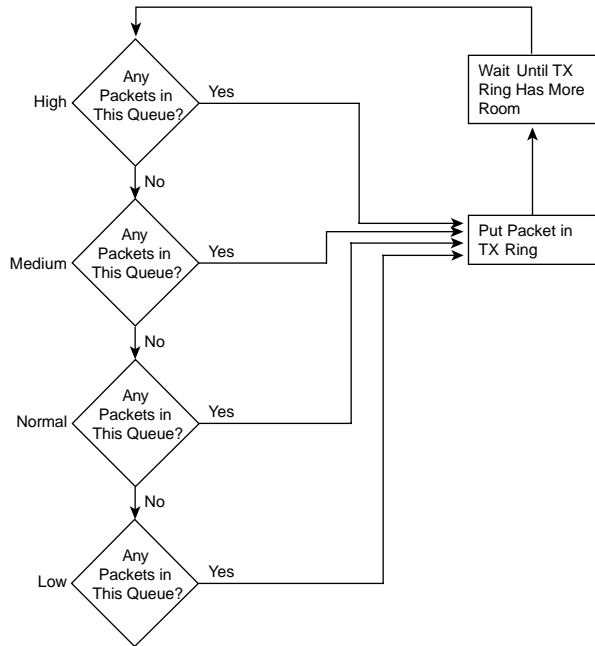 High
Any
Packets in
This Queue?
Yes
No
Wait Until TX
Ring Has More
Room
Medium
Any
Packets in
This Queue?
Yes
No
Put Packet in
TX Ring
Normal
Any
Packets in
This Queue?
Yes
No
Low
Any
Packets in
This Queue?
Yes